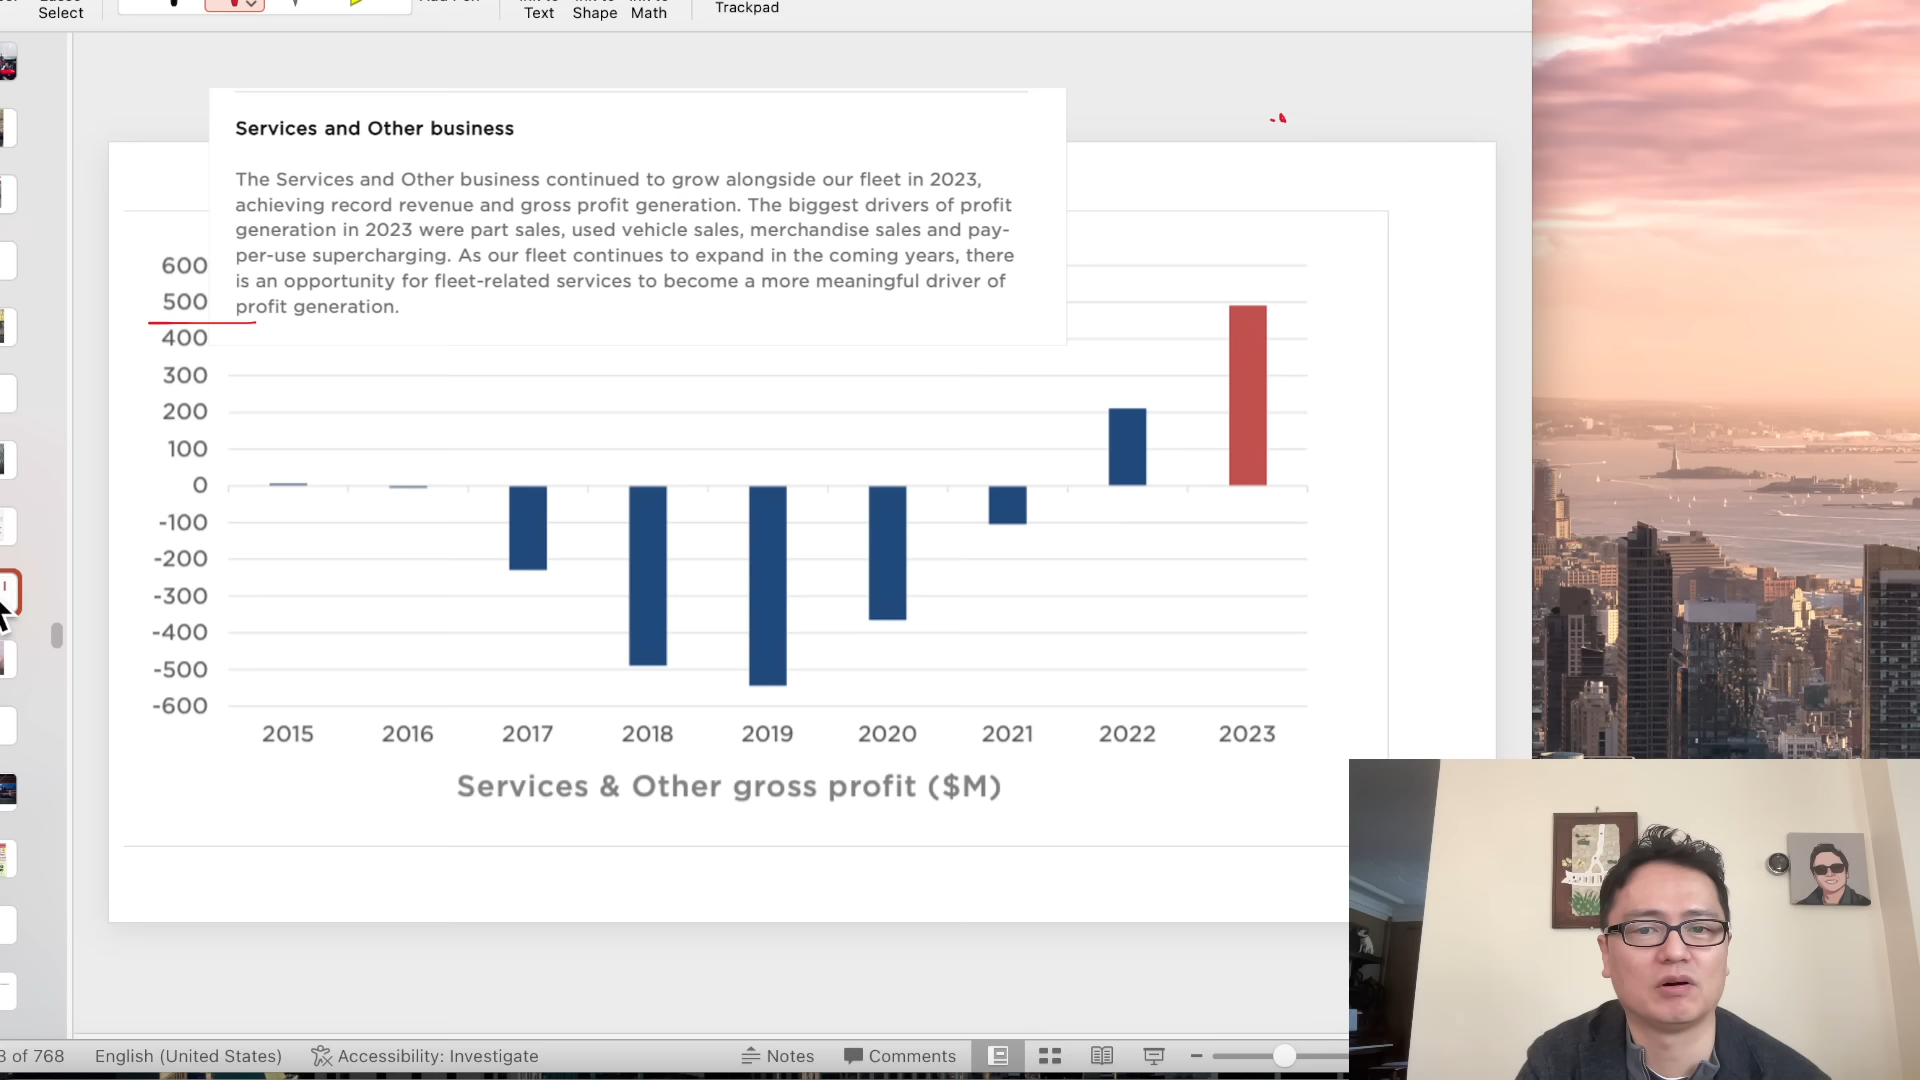 Select
Text
Shape
Math
Trackpad
Services and Other business
The Services and Other business continued to grow alongside our fleet in 2023,
achieving record revenue and gross profit generation. The biggest drivers of profit
generation in 2023 were part sales, used vehicle sales, merchandise sales and pay-
per-use supercharging. As our fleet continues to expand in the coming years, there
is an opportunity for fleet-related services to become a more meaningful driver of
profit generation.
600
500
400
300
200
100
0
-100
-200
-300
-400
-500
-600
2015 2016 2017 2018 2019 2020 2021 2022 2023
Services & Other gross profit ($M)
of 768 English (United States) Accessibility: Investigate Notes Comments